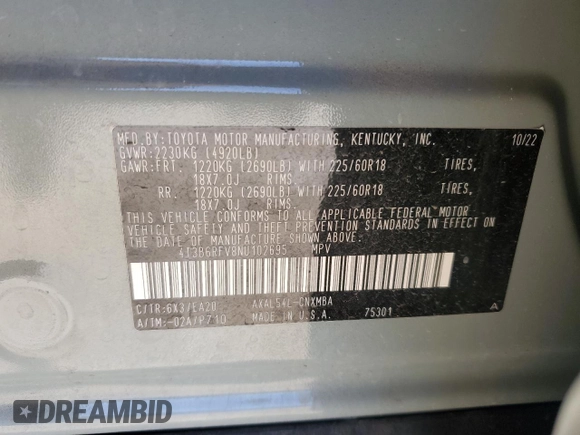 MFD.BY:TOYOTA MOTOR MANUFACTURING, KENTUCKY, INC. 10/22
GVWR:2230KG (4920LB)
GAWR:FRT. 1220KG (2690LB) WITH 225/60R18 TIRES,
18X7.0J RIMS.
RR. 1220KG (2690LB) WITH 225/60R18 TIRES,
18X7.0J RIMS.
THIS VEHICLE CONFORMS TO ALL APPLICABLE FEDERAL MOTOR
VEHICLE SAFETY AND THEFT PREVENTION STANDARDS IN EFFECT ON
THE DATE OF MANUFACTURE SHOWN ABOVE.
4T3B6RFV8NU102695 MPV
C/TR:6X3/EA20 AXAL54L-CNXMBA
A/TM:-02A/P710 MADE IN U.S.A. 75301 A
DREAMBID